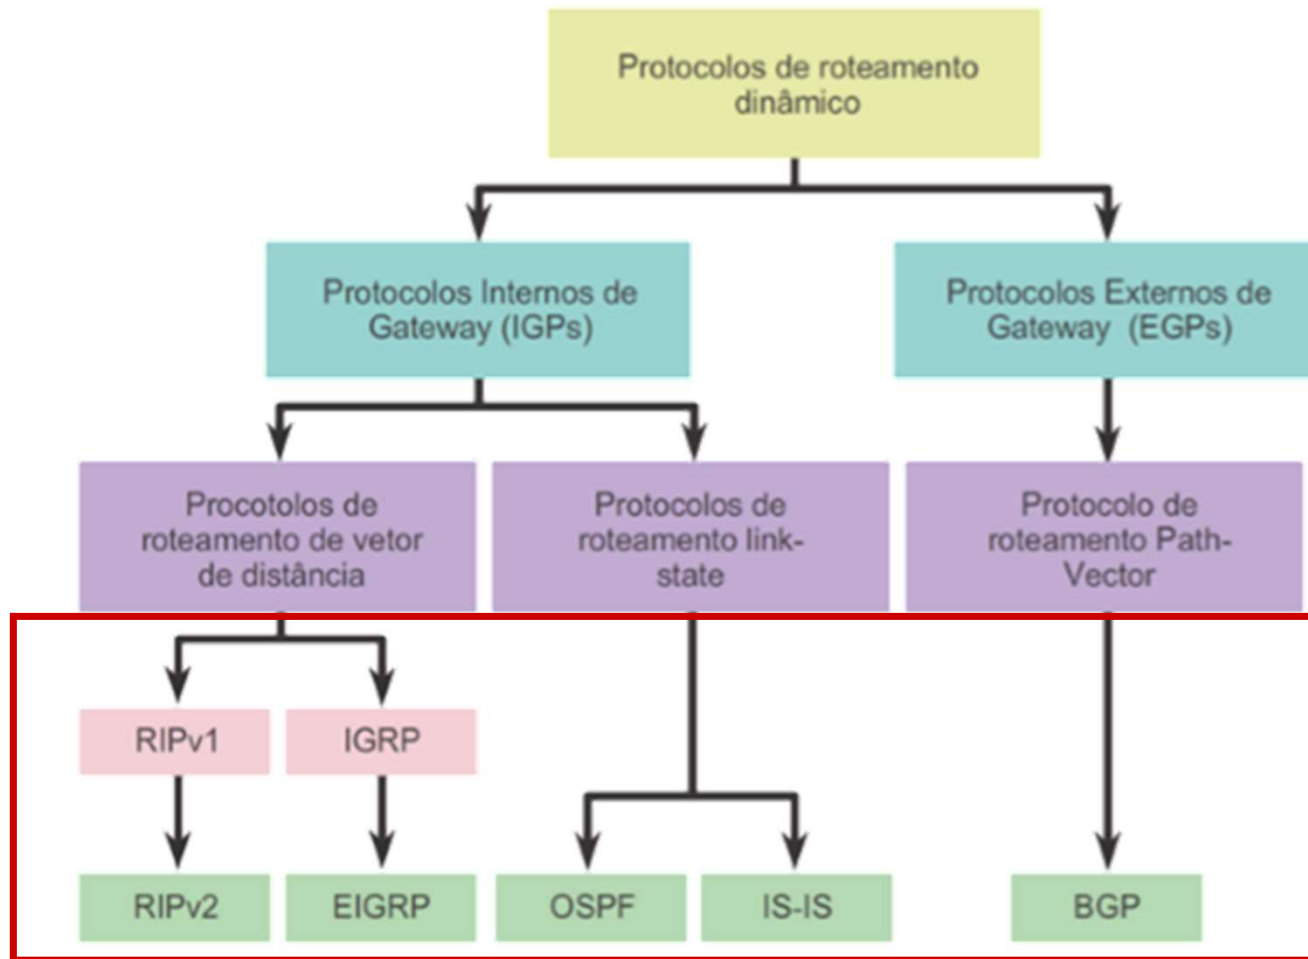 Protocolos de roteamento
dinâmico
Protocolos Internos de
Gateway (IGPs)
Protocolos Externos de
Gateway (EGPs)
Procotolos de
roteamento de vetor
de distância
Protocolos de
roteamento link-
state
Protocolo de
roteamento Path-
Vector
RIPv1
IGRP
RIPv2
EIGRP
OSPF
IS-IS
BGP